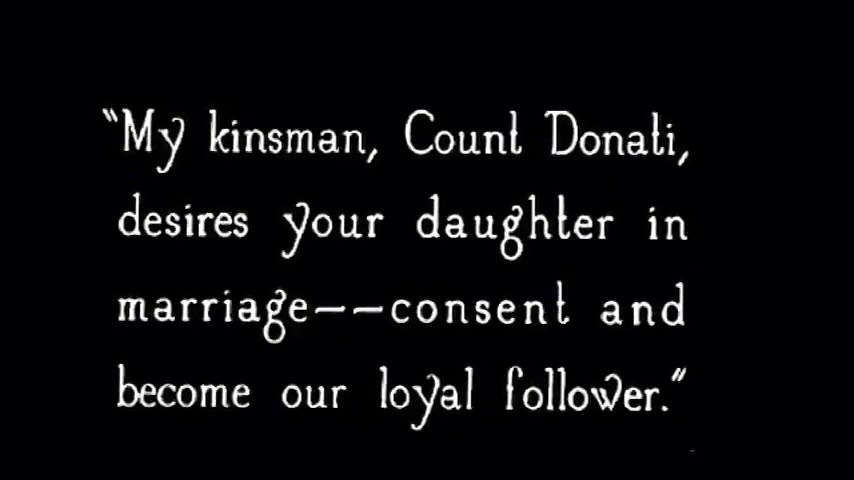 "My kinsman, Count Donati,
desires your daughter in
marriage--consent and
become our loyal follower."